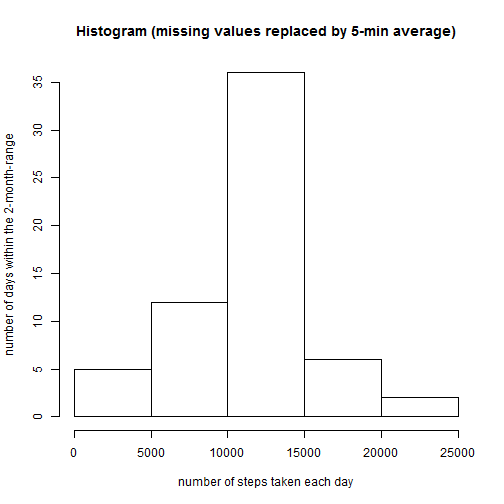 Histogram (missing values replaced by 5-min average)
number of days within the 2-month-range
35
30
25
20
15
10
5
0
0 5000 10000 15000 20000 25000
number of steps taken each day